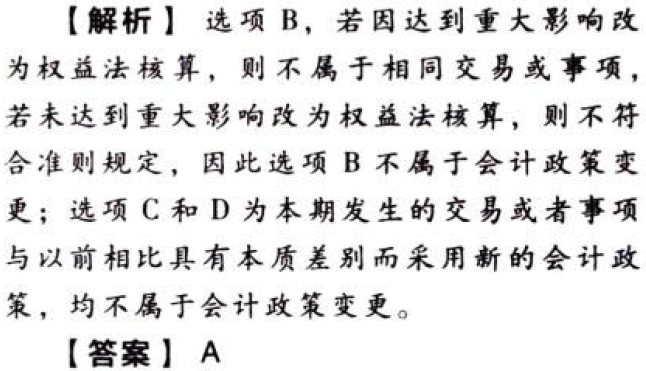 【解析】 选项 B，若因达到重大影响改
为权益法核算，则不属于相同交易或事项，
若未达到重大影响改为权益法核算，则不符
合准则规定，因此选项 B 不属于会计政策变
更；选项 C 和 D 为本期发生的交易或者事项
与以前相比具有本质差别而采用新的会计政
策，均不属于会计政策变更。
【答案】 A